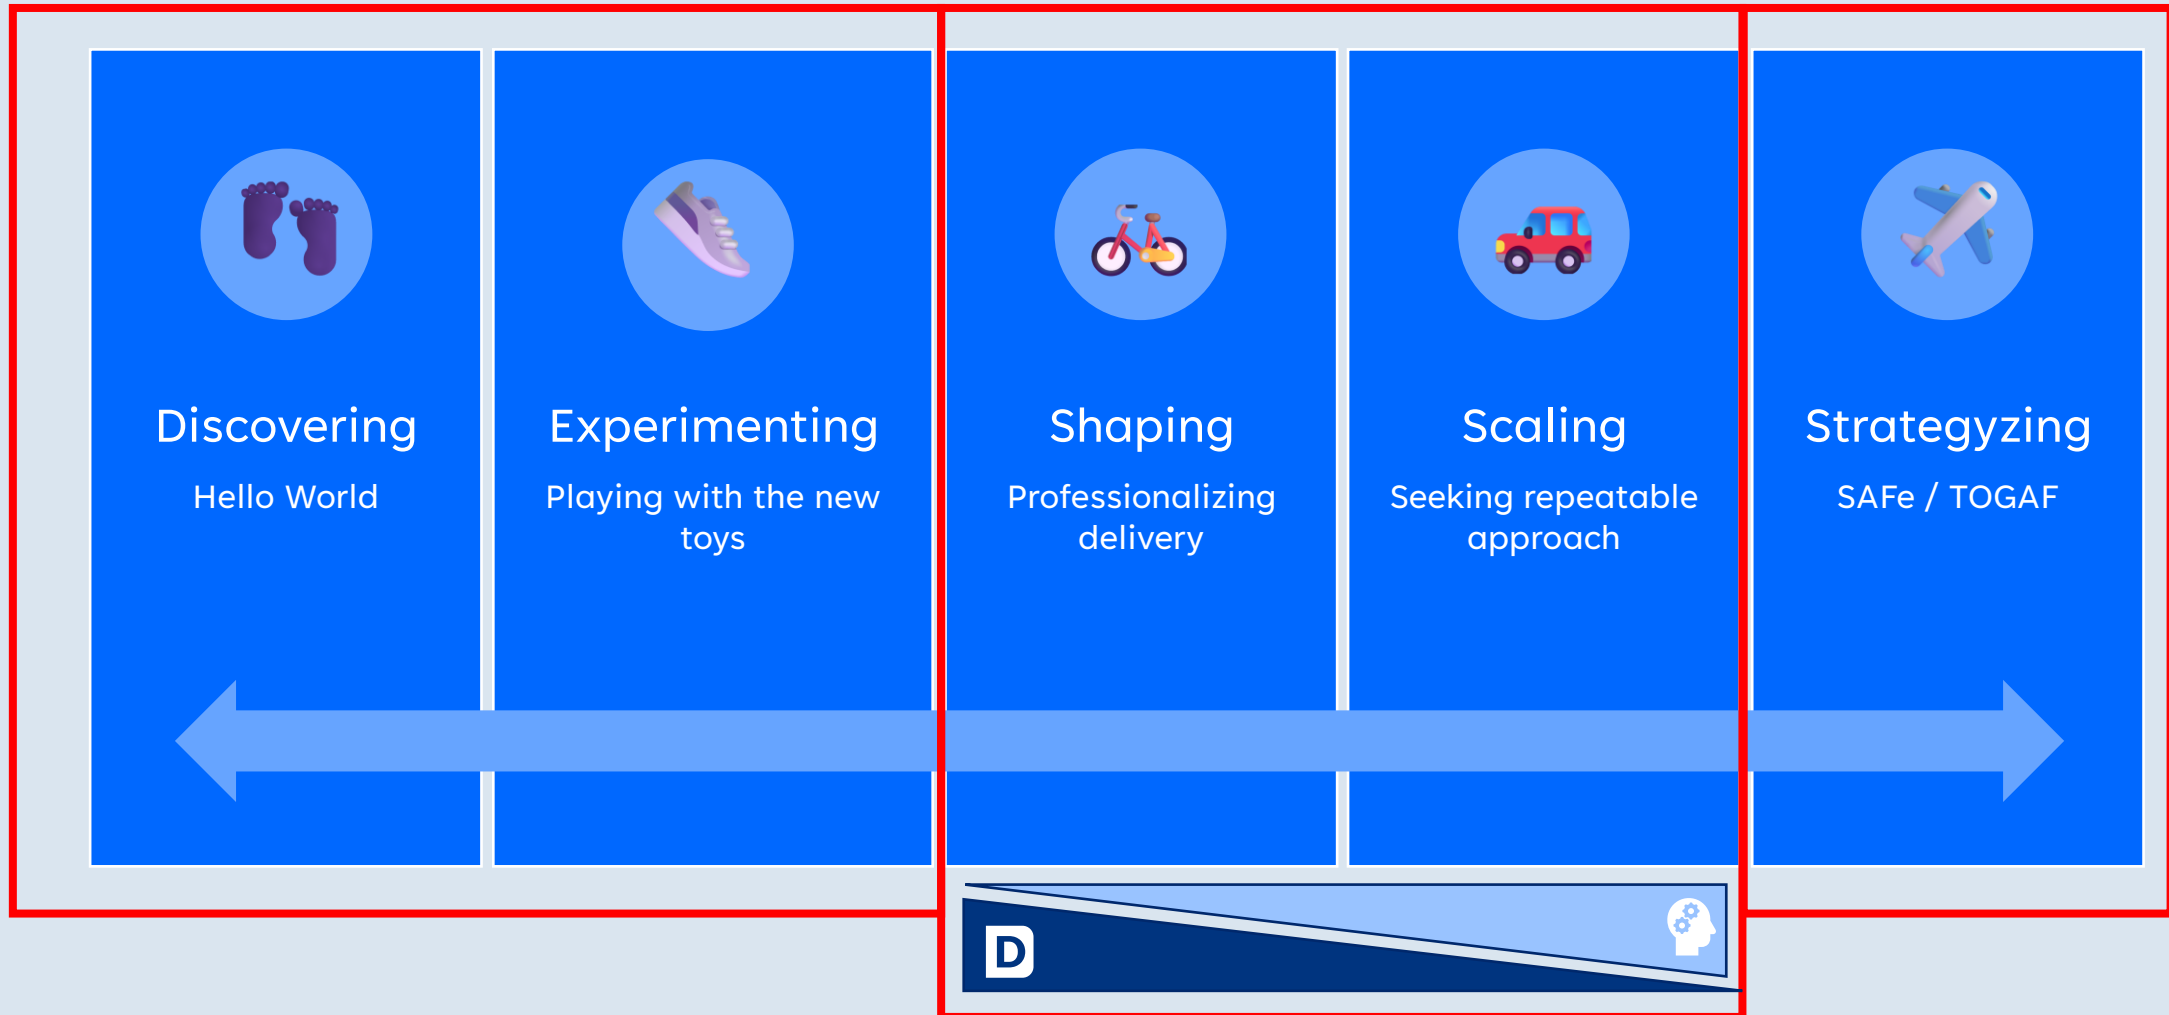 Discovering
Hello World
Experimenting
Playing with the new
toys
Shaping
Professionalizing
delivery
Scaling
Seeking repeatable
approach
Strategyzing
SAFe / TOGAF
D